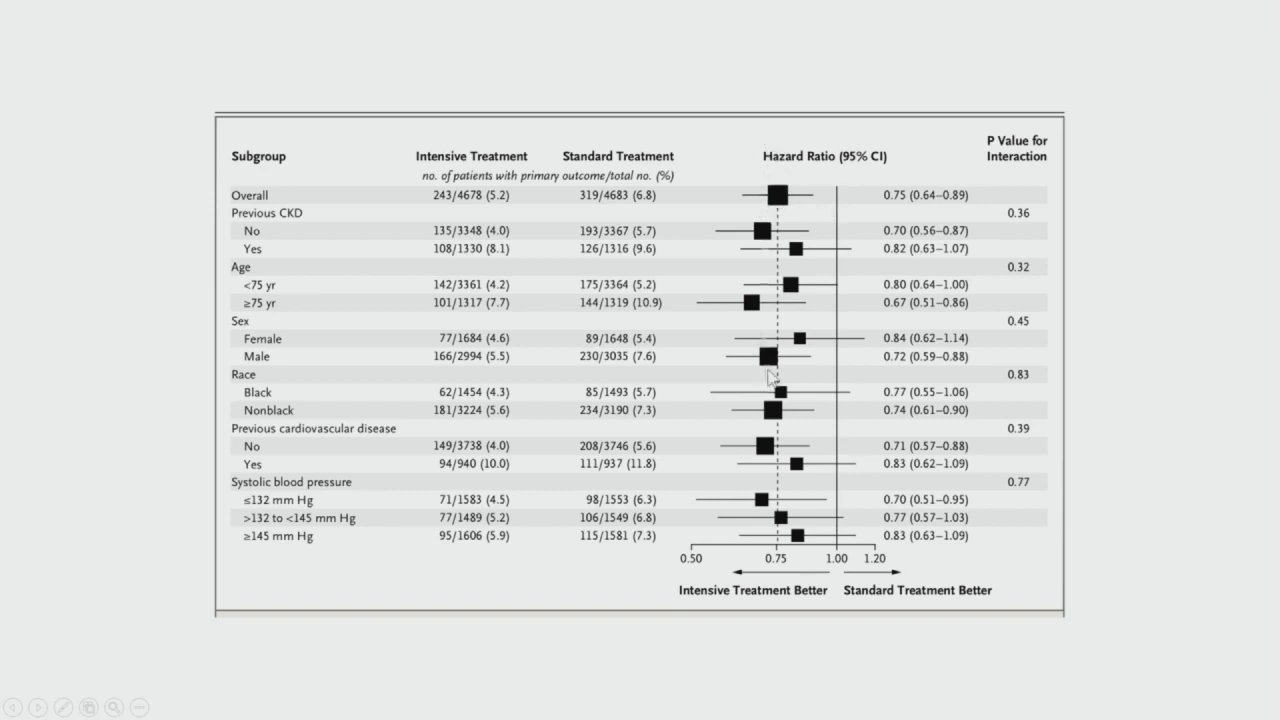 P Value for
Subgroup Intensive Treatment Standard Treatment Hazard Ratio (95% CI) Interaction
no. of patients with primary outcome/total no. (%)
Overall 243/4678 (5.2) 319/4683 (6.8) 0.75 (0.64–0.89)
Previous CKD 0.36
No 135/3348 (4.0) 193/3367 (5.7) 0.70 (0.56–0.87)
Yes 108/1330 (8.1) 126/1316 (9.6) 0.82 (0.63–1.07)
Age 0.32
<75 yr 142/3361 (4.2) 175/3364 (5.2) 0.80 (0.64–1.00)
≥75 yr 101/1317 (7.7) 144/1319 (10.9) 0.67 (0.51–0.86)
Sex 0.45
Female 77/1684 (4.6) 89/1648 (5.4) 0.84 (0.62–1.14)
Male 166/2994 (5.5) 230/3035 (7.6) 0.72 (0.59–0.88)
Race 0.83
Black 62/1454 (4.3) 85/1493 (5.7) 0.77 (0.55–1.06)
Nonblack 181/3224 (5.6) 234/3190 (7.3) 0.74 (0.61–0.90)
Previous cardiovascular disease 0.39
No 149/3738 (4.0) 208/3746 (5.6) 0.71 (0.57–0.88)
Yes 94/940 (10.0) 111/937 (11.8) 0.83 (0.62–1.09)
Systolic blood pressure 0.77
≤132 mm Hg 71/1583 (4.5) 98/1553 (6.3) 0.70 (0.51–0.95)
>132 to <145 mm Hg 77/1489 (5.2) 106/1549 (6.8) 0.77 (0.57–1.03)
≥145 mm Hg 95/1606 (5.9) 115/1581 (7.3) 0.83 (0.63–1.09)
0.50 0.75 1.00 1.20
Intensive Treatment Better Standard Treatment Better